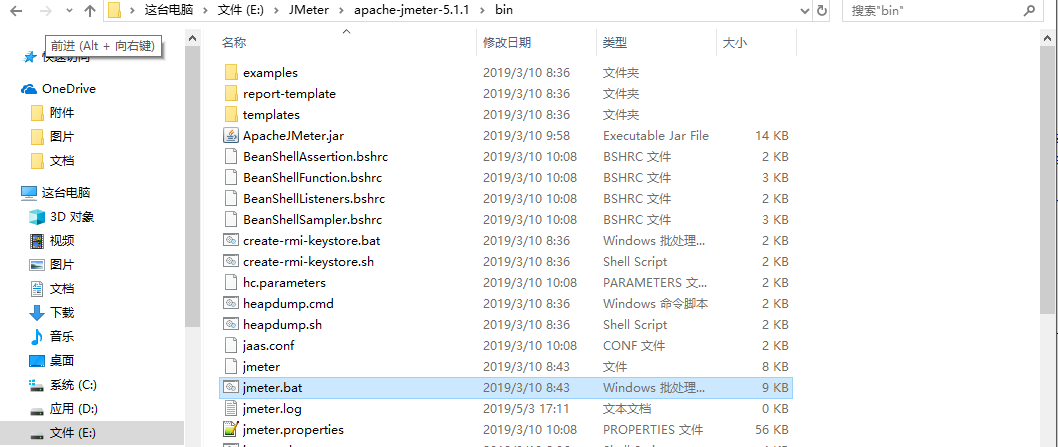 这台电脑 > 文件 (E:) > JMeter > apache-jmeter-5.1.1 > bin
搜索"bin"
前进 (Alt + 向右键)
快速访问
OneDrive
附件
图片
文档
这台电脑
3D 对象
视频
图片
文档
下载
音乐
桌面
系统 (C:)
应用 (D:)
文件 (E:)
名称 修改日期 类型 大小
examples 2019/3/10 8:36 文件夹
report-template 2019/3/10 8:36 文件夹
templates 2019/3/10 8:36 文件夹
ApacheJMeter.jar 2019/3/10 9:58 Executable Jar File 14 KB
BeanShellAssertion.bshrc 2019/3/10 10:08 BSHRC 文件 2 KB
BeanShellFunction.bshrc 2019/3/10 10:08 BSHRC 文件 3 KB
BeanShellListeners.bshrc 2019/3/10 10:08 BSHRC 文件 2 KB
BeanShellSampler.bshrc 2019/3/10 10:08 BSHRC 文件 3 KB
create-rmi-keystore.bat 2019/3/10 8:36 Windows 批处理... 2 KB
create-rmi-keystore.sh 2019/3/10 8:36 Shell Script 2 KB
hc.parameters 2019/3/10 10:08 PARAMETERS 文... 2 KB
heapdump.cmd 2019/3/10 8:36 Windows 命令脚本 2 KB
heapdump.sh 2019/3/10 8:36 Shell Script 2 KB
jaas.conf 2019/3/10 10:08 CONF 文件 2 KB
jmeter 2019/3/10 8:43 文件 8 KB
jmeter.bat 2019/3/10 8:43 Windows 批处理... 9 KB
jmeter.log 2019/5/3 17:11 文本文档 0 KB
jmeter.properties 2019/3/10 10:08 PROPERTIES 文件 56 KB